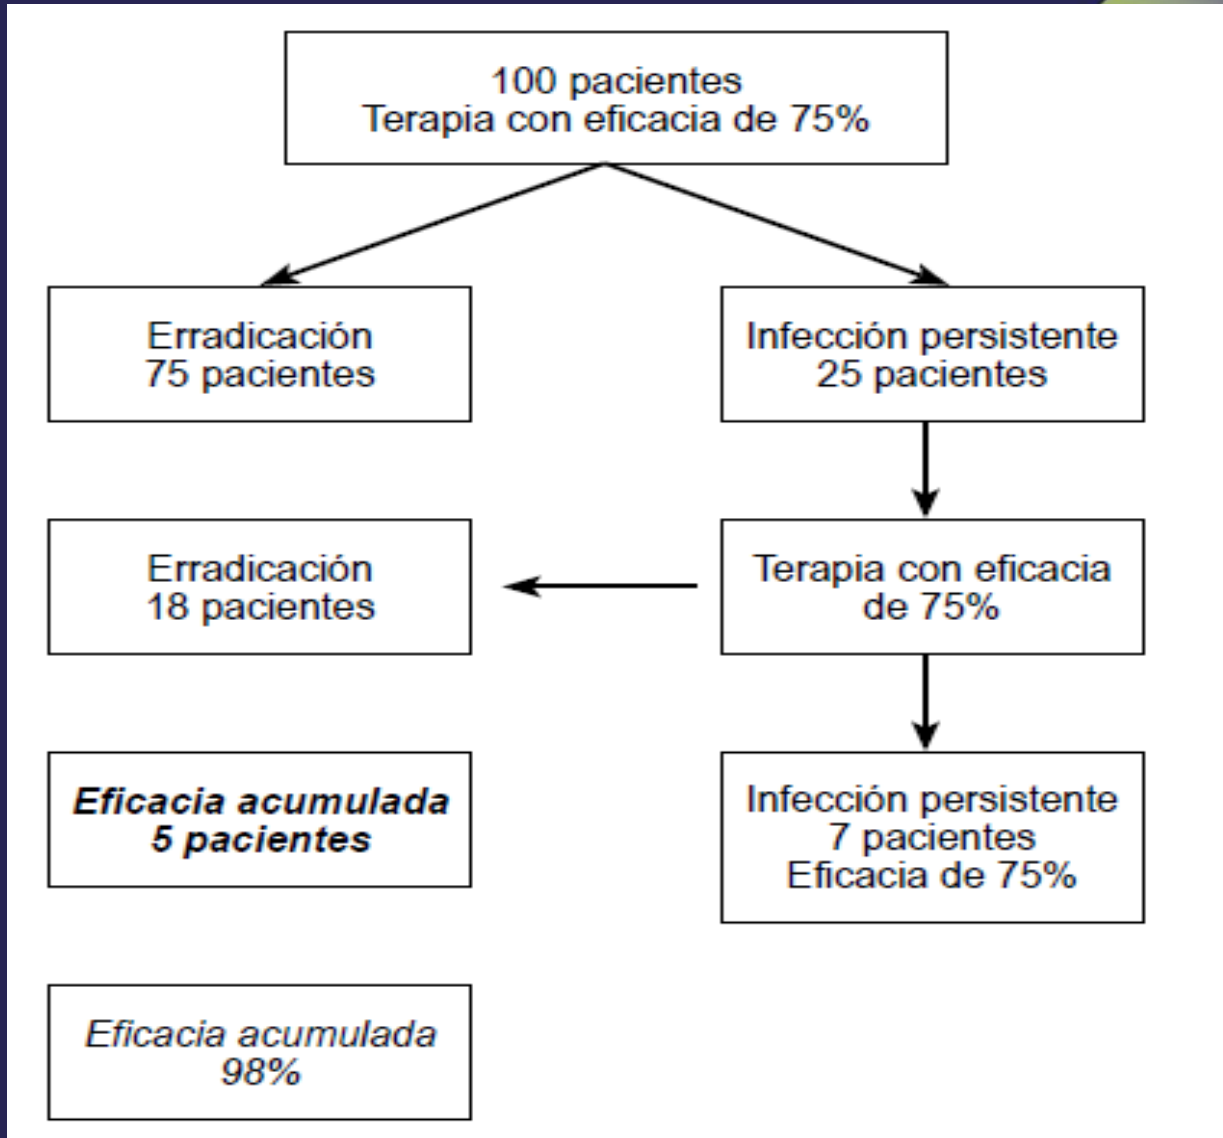 100 pacientes
Terapia con eficacia de 75%
Erradicación
75 pacientes
Infección persistente
25 pacientes
Erradicación
18 pacientes
Terapia con eficacia
de 75%
Eficacia acumulada
5 pacientes
Infección persistente
7 pacientes
Eficacia de 75%
Eficacia acumulada
98%